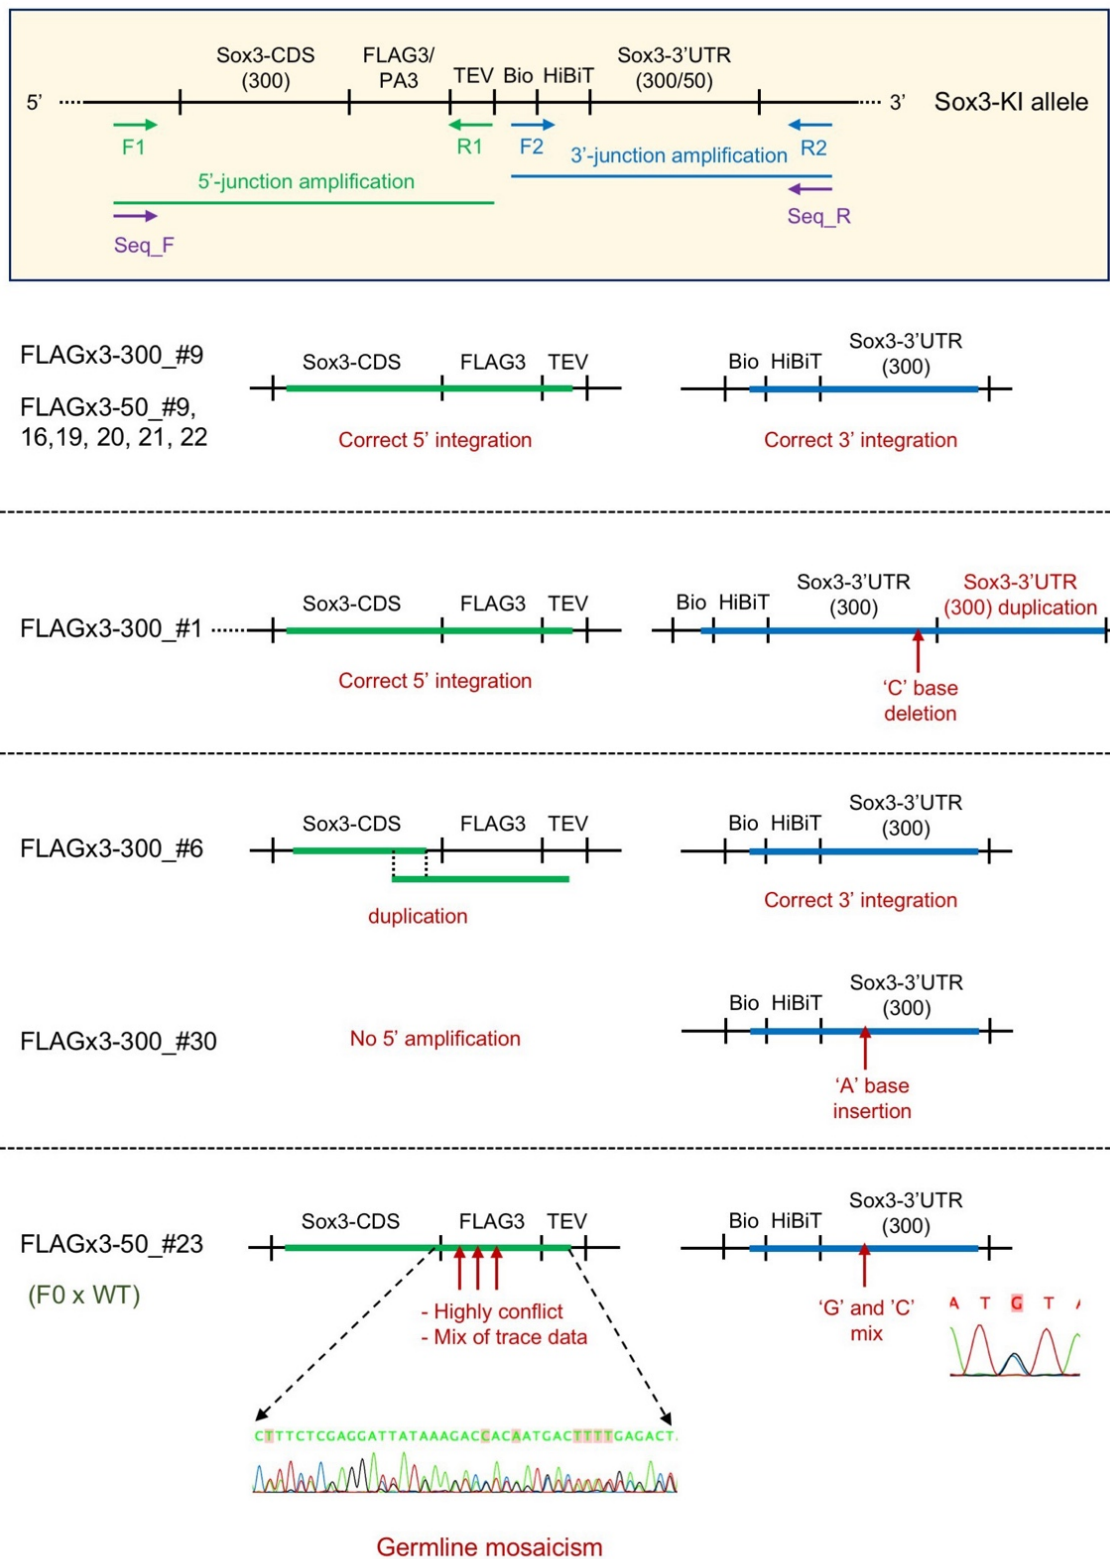 Sox3-CDS
(300)
FLAG3/
PA3
TEV
Bio
HiBiT
Sox3-3’UTR
(300/50)
5’
3’
Sox3-KI allele
F1
R1
F2
R2
3’-junction amplification
5’-junction amplification
Seq_F
Seq_R
FLAGx3-300_#9
FLAGx3-50_#9,
16,19, 20, 21, 22
Sox3-CDS
FLAG3
TEV
Correct 5’ integration
Bio
HiBiT
Sox3-3’UTR
(300)
Correct 3’ integration
FLAGx3-300_#1
Sox3-CDS
FLAG3
TEV
Correct 5’ integration
Bio
HiBiT
Sox3-3’UTR
(300)
Sox3-3’UTR
(300) duplication
‘C’ base
deletion
FLAGx3-300_#6
Sox3-CDS
FLAG3
TEV
duplication
Bio
HiBiT
Sox3-3’UTR
(300)
Correct 3’ integration
FLAGx3-300_#30
No 5’ amplification
Bio
HiBiT
Sox3-3’UTR
(300)
‘A’ base
insertion
FLAGx3-50_#23
(F0 x WT)
Sox3-CDS
FLAG3
TEV
- Highly conflict
- Mix of trace data
Bio
HiBiT
Sox3-3’UTR
(300)
‘G’ and ’C’
mix
A T G T A
CTTTCTCGAGGATTATAAAGACCACAATGACTTTTGAGACT
Germline mosaicism